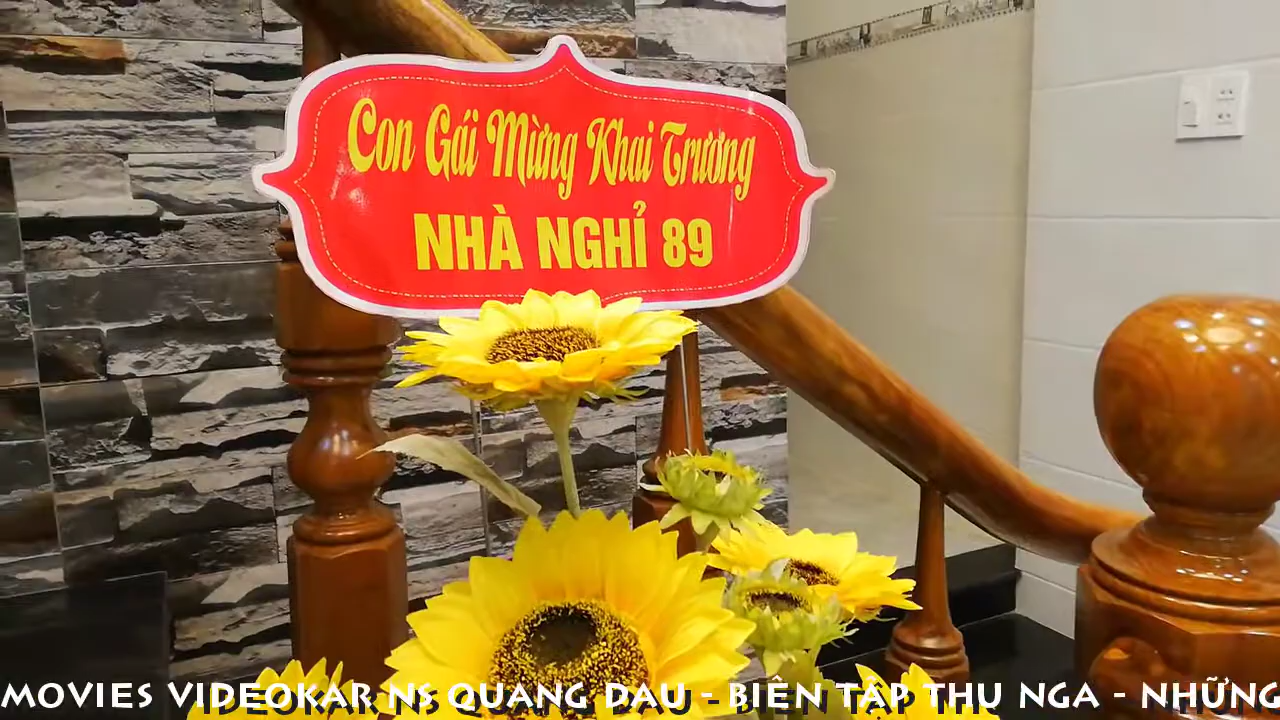 Con Gái Mừng Khai Trương
NHÀ NGHỈ 89
MOVIES VIDEOKAR NS QUANG DAU - BIÊN TẬP THU NGA - NHỮNG